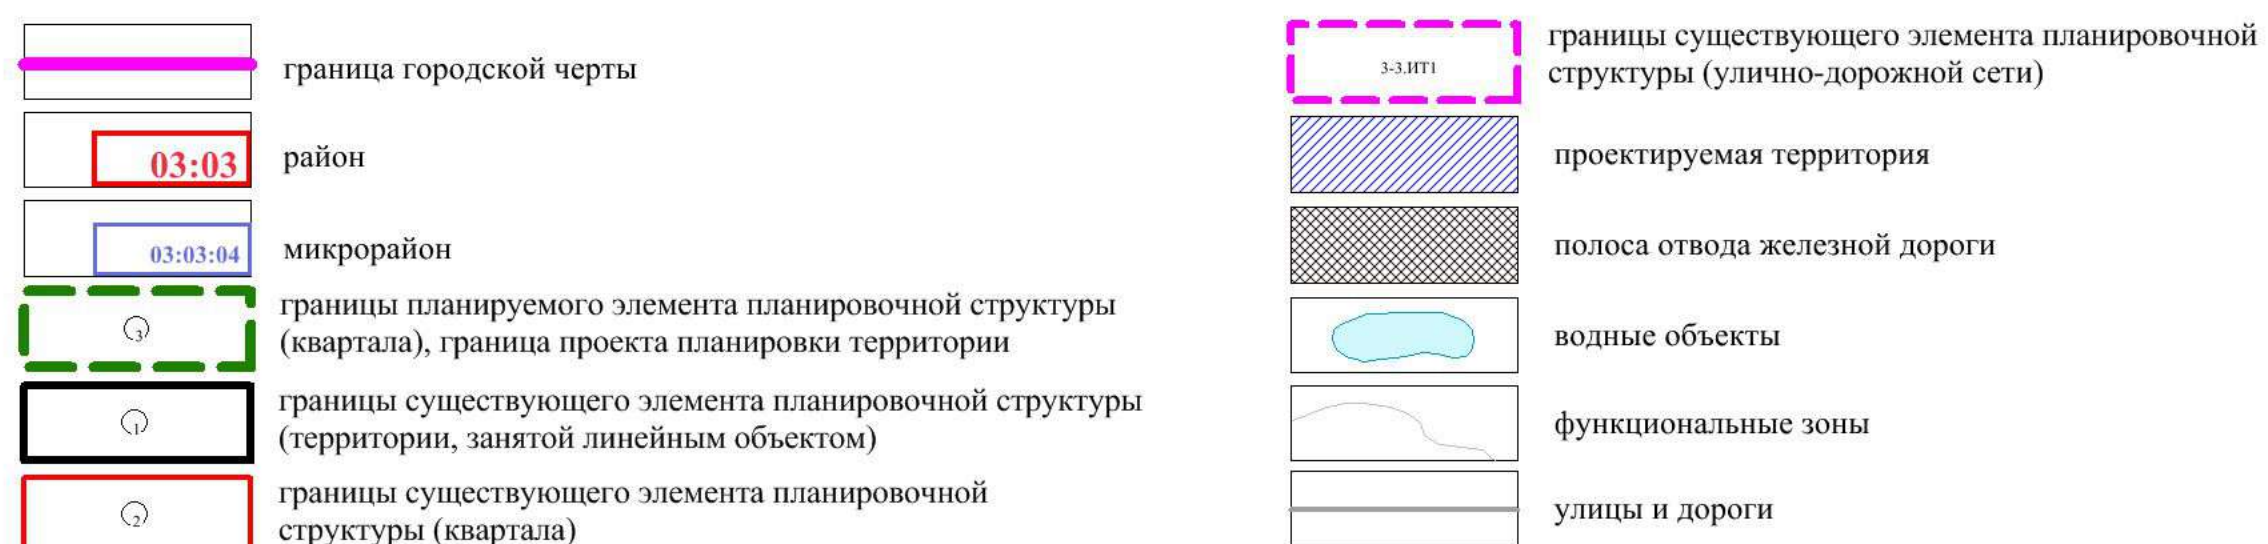 граница городской черты
03:03
район
03:03:04
микрорайон
3
границы планируемого элемента планировочной структуры
(квартала), граница проекта планировки территории
1
границы существующего элемента планировочной структуры
(территории, занятой линейным объектом)
2
границы существующего элемента планировочной
структуры (квартала)
3-3.ИТ1
границы существующего элемента планировочной
структуры (улично-дорожной сети)
проектируемая территория
полоса отвода железной дороги
водные объекты
функциональные зоны
улицы и дороги